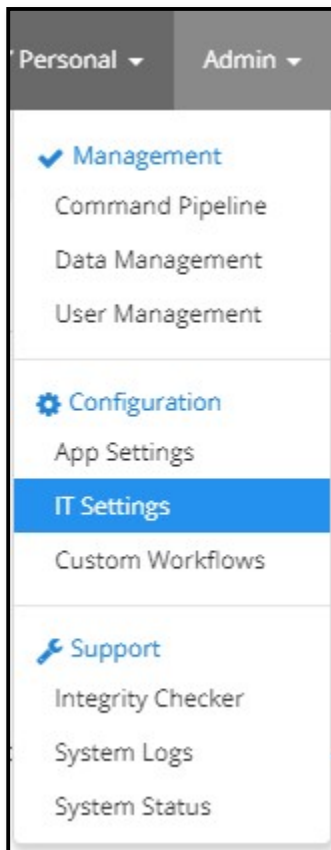 Personal Admin
Management
Command Pipeline
Data Management
User Management
Configuration
App Settings
IT Settings
Custom Workflows
Support
Integrity Checker
System Logs
System Status